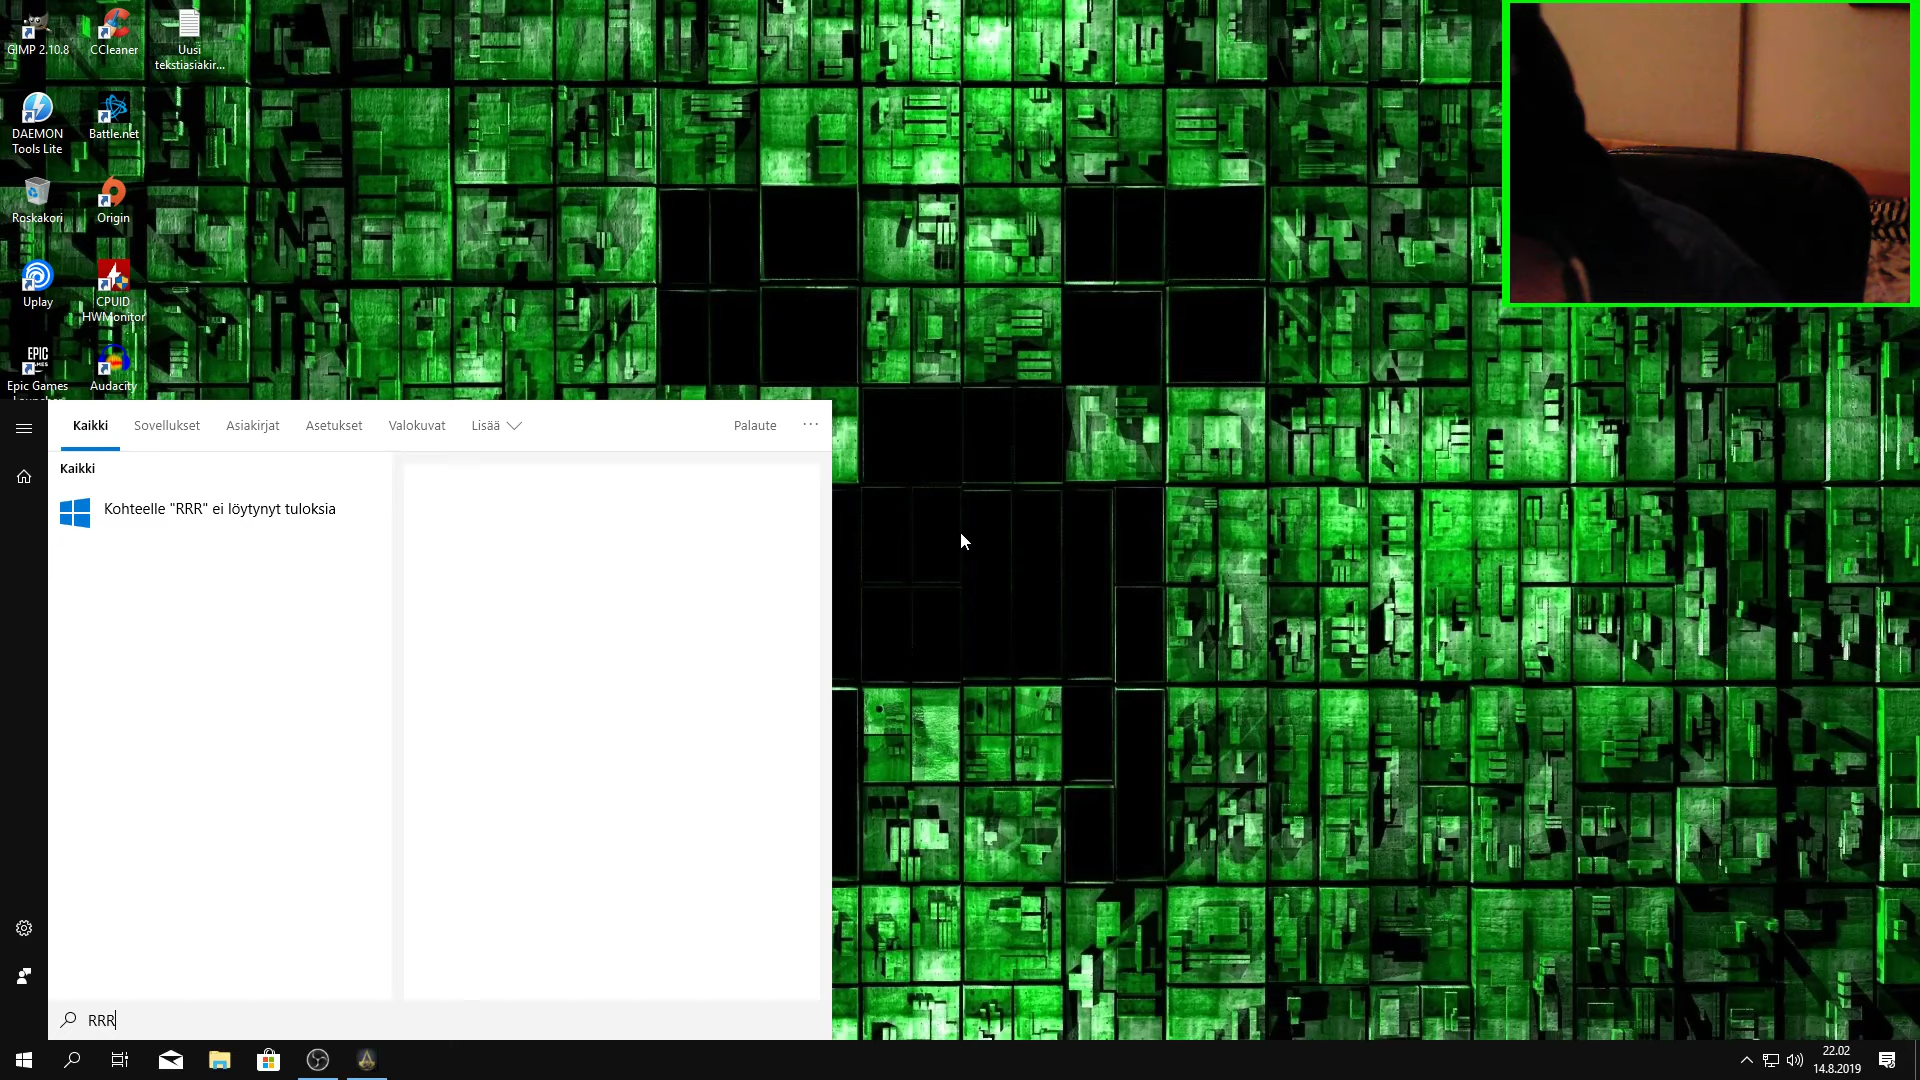 GIMP 2.10.8
CCleaner
Uusi
tekstiasiakir...
DAEMON
Tools Lite
Battle.net
Roskakori
Origin
Uplay
CPUID
HWMonitor
EPIC
GAMES
Epic Games
Launcher
Audacity
Kaikki
Sovellukset
Asiakirjat
Asetukset
Valokuvat
Lisää
Palaute
Kaikki
Kohteelle "RRR" ei löytynyt tuloksia
RRR
22.02
14.8.2019